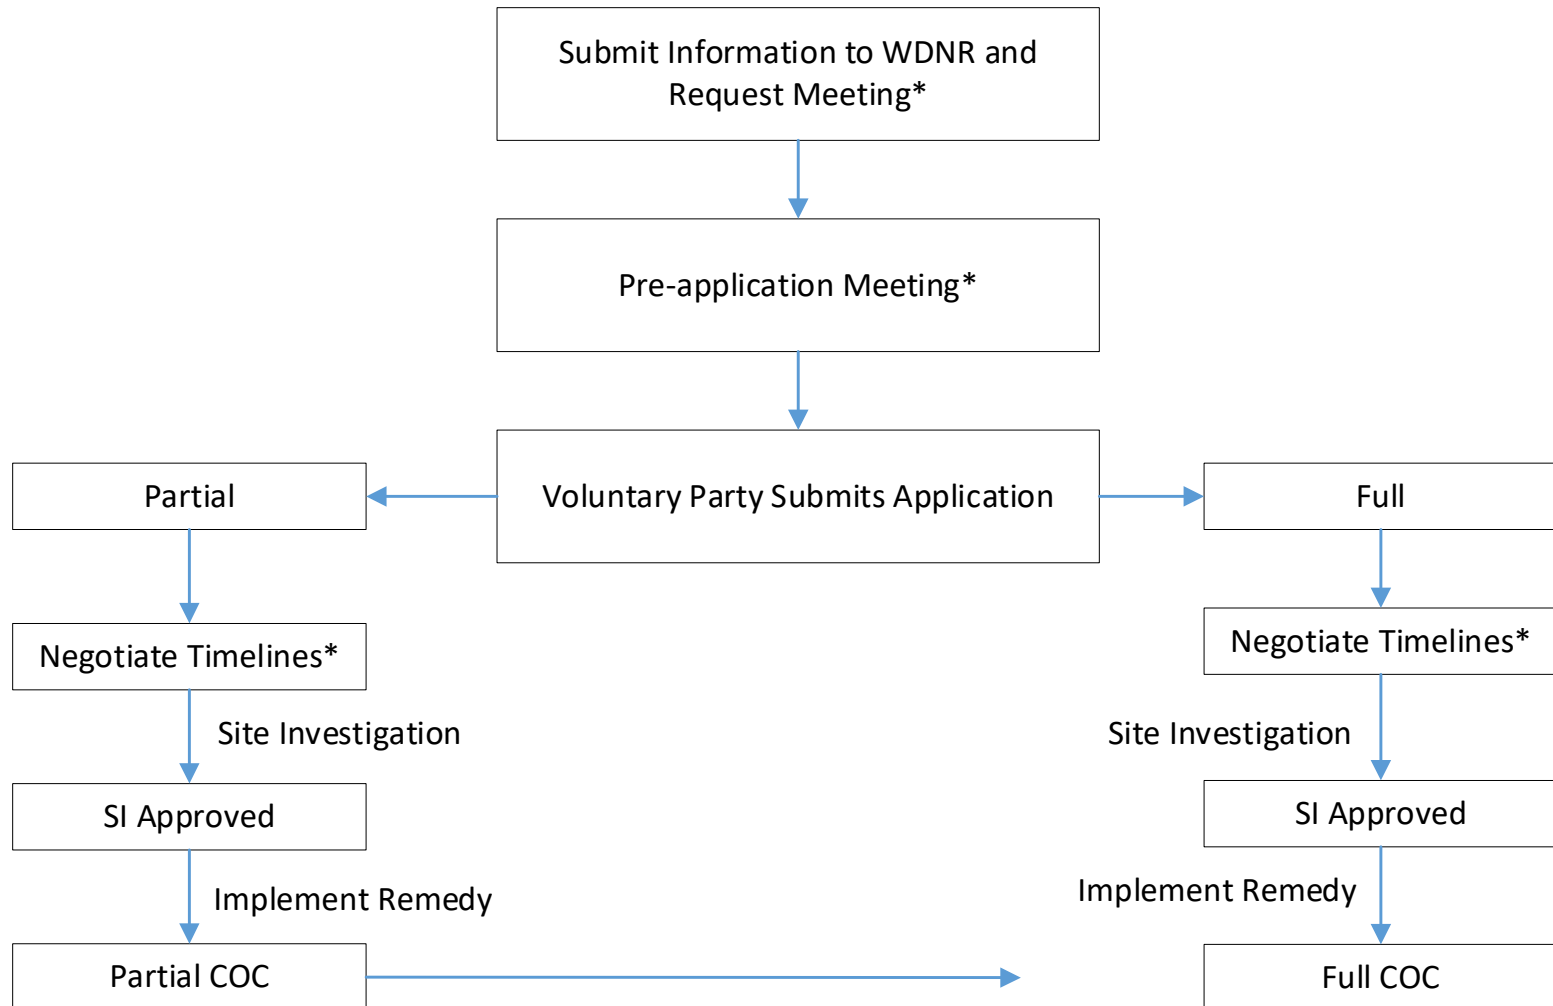 Submit Information to WDNR and
Request Meeting*
Pre-application Meeting*
Voluntary Party Submits Application
Partial
Negotiate Timelines*
Site Investigation
SI Approved
Implement Remedy
Partial COC
Full
Negotiate Timelines*
Site Investigation
SI Approved
Implement Remedy
Full COC